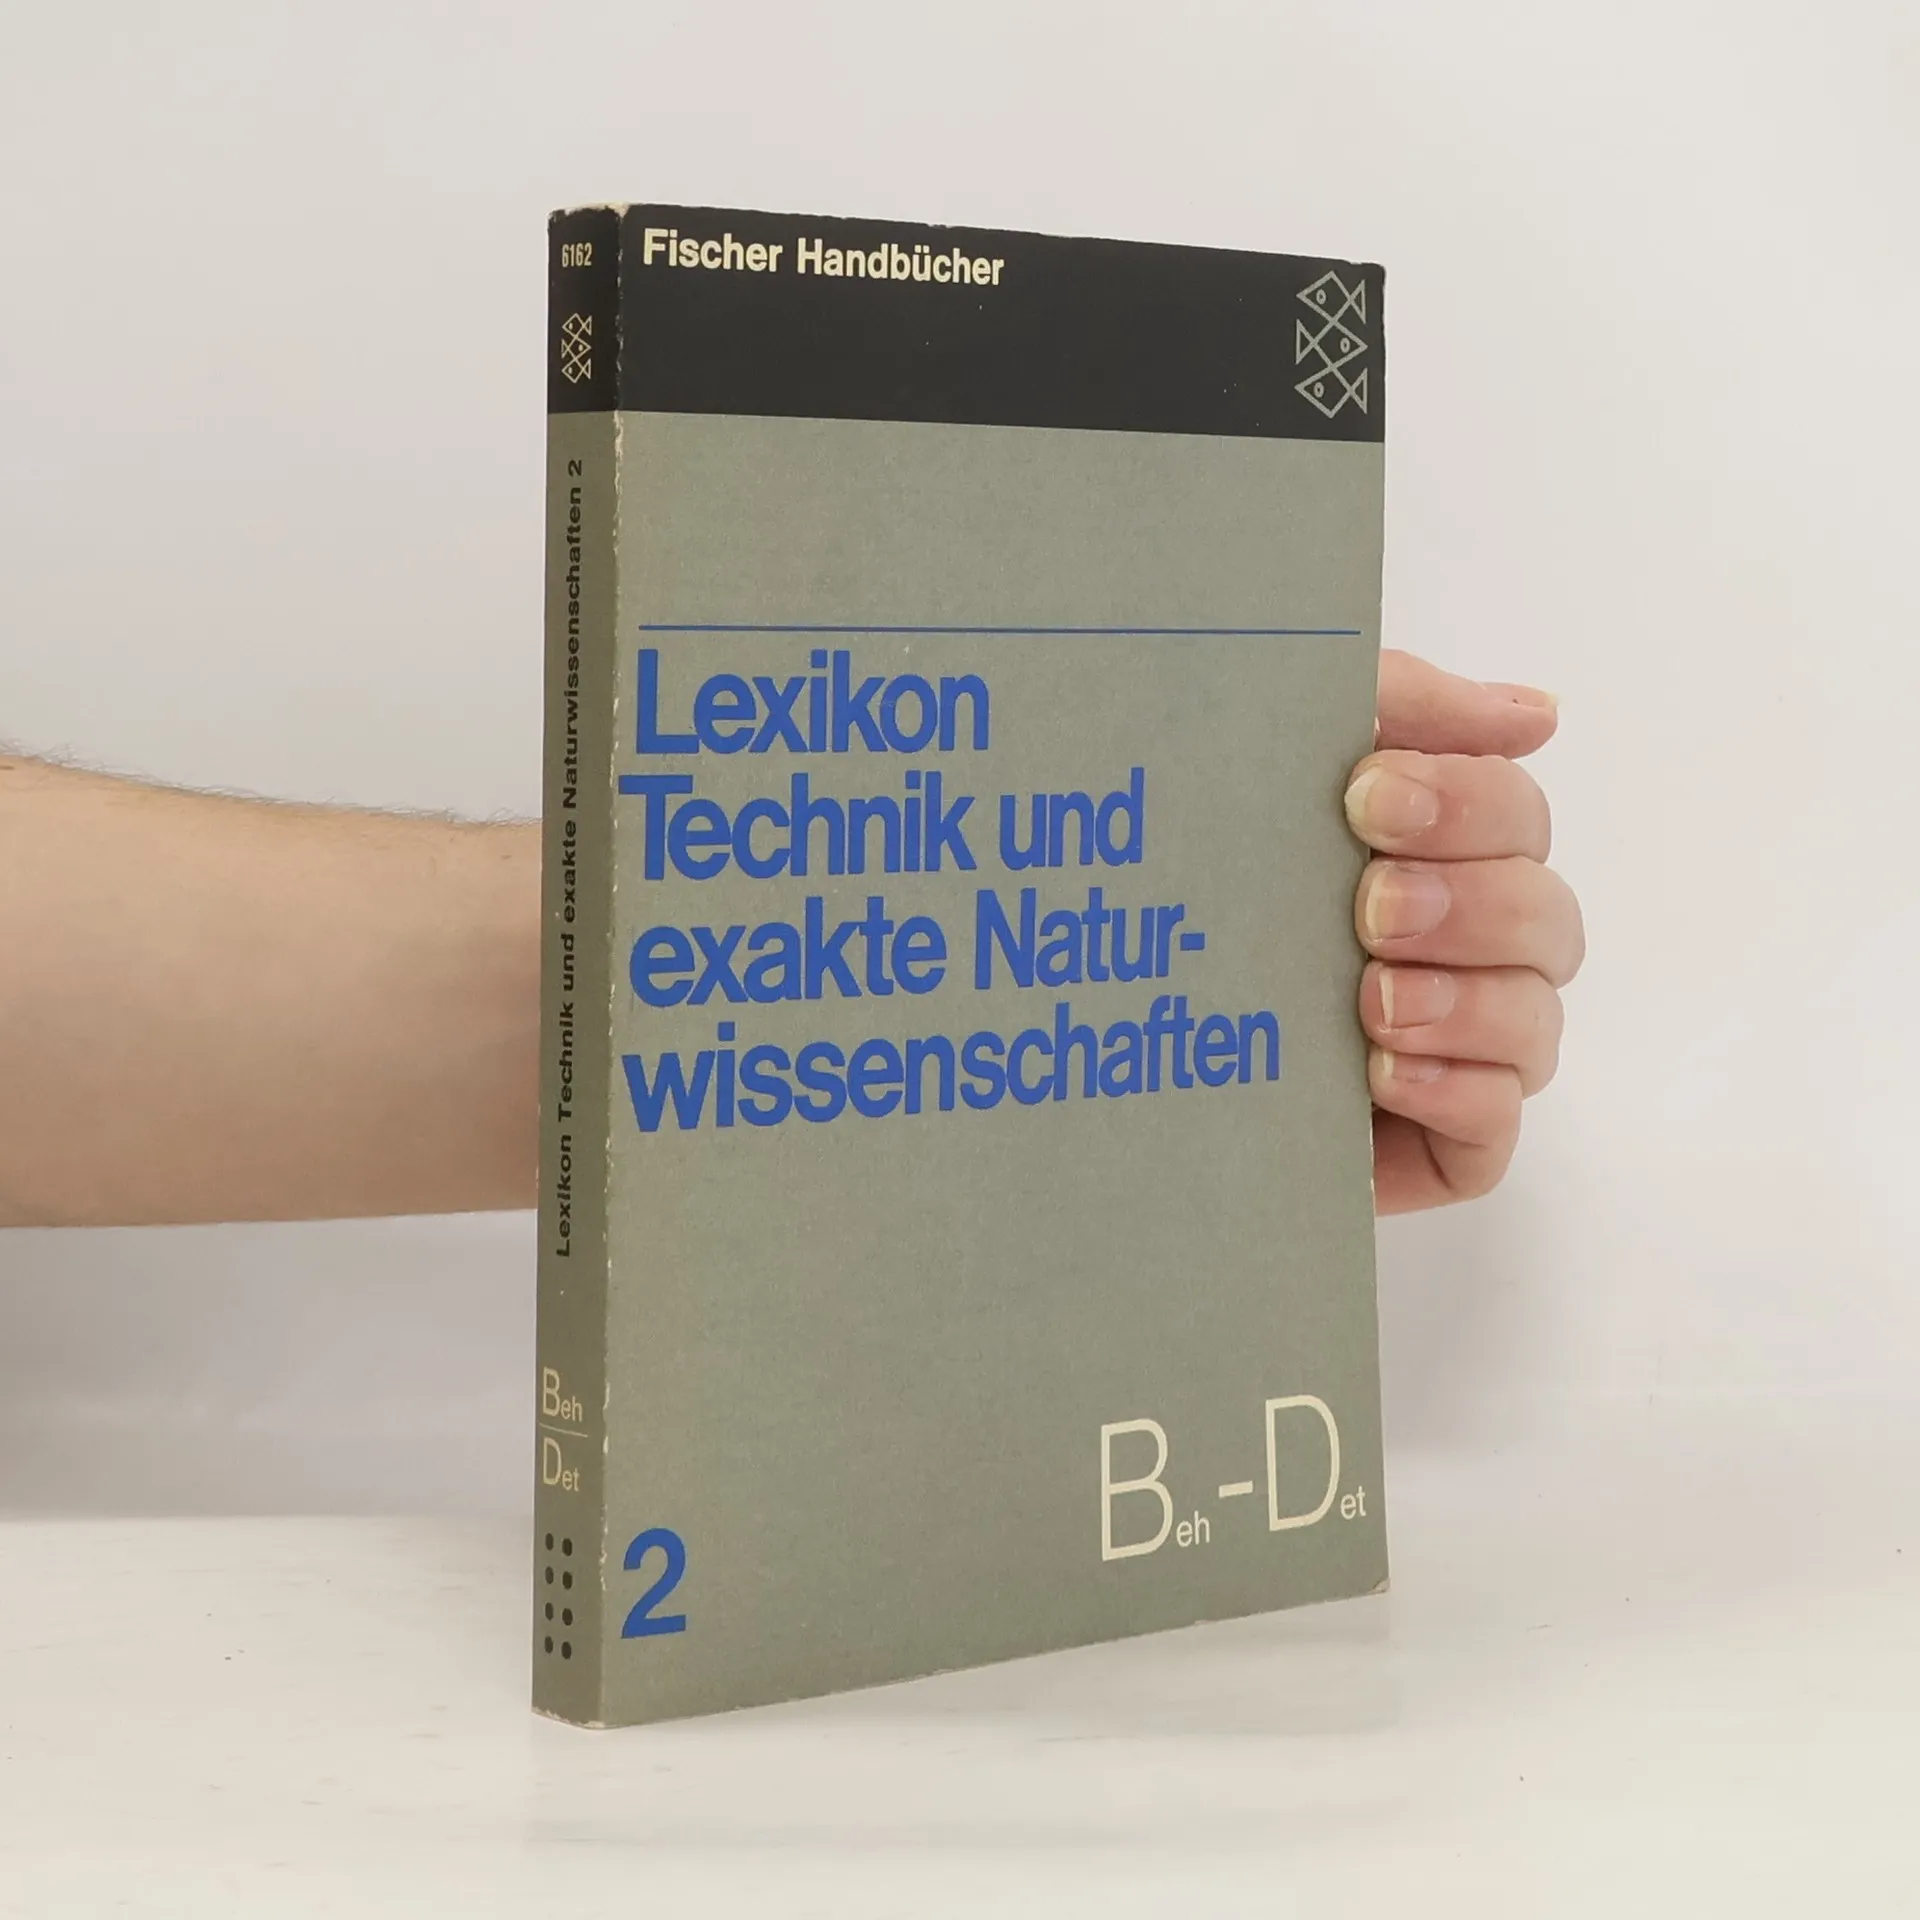 6162
Lexikon Technik und exakte Naturwissenschaften 2
Beh
Det
Fischer Handbücher
Lexikon
Technik und
exakte Natur-
wissenschaften
Beh-Det
2